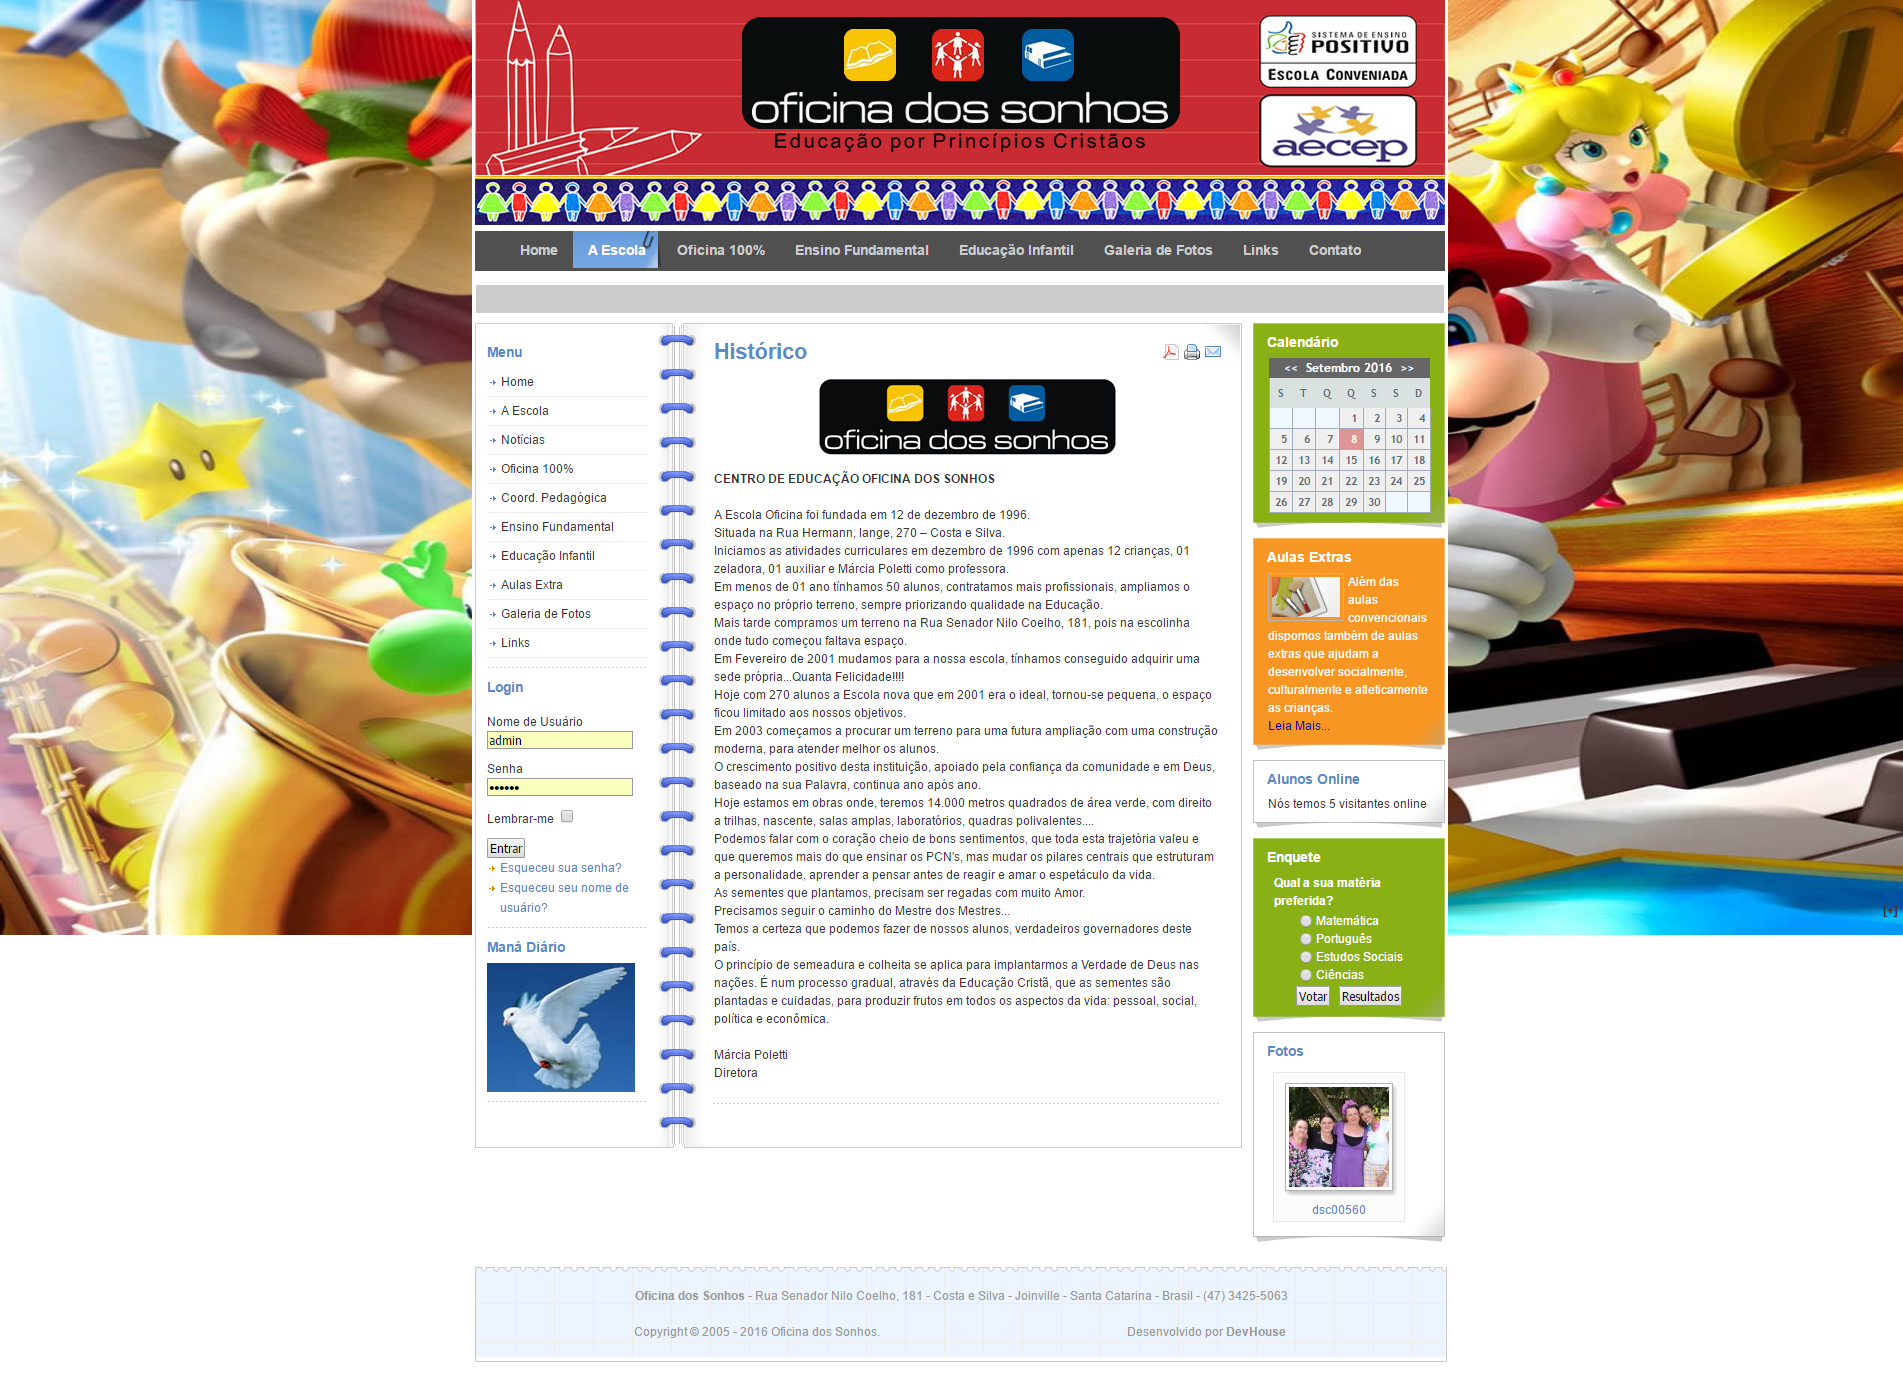 oficina dos sonhos
Educação por Princípios Cristãos
SISTEMA DE ENSINO
POSITIVO
ESCOLA CONVENIADA
aecep
Home
A Escola
Oficina 100%
Ensino Fundamental
Educação Infantil
Galeria de Fotos
Links
Contato
Menu
Home
A Escola
Notícias
Oficina 100%
Coord. Pedagógica
Ensino Fundamental
Educação Infantil
Aulas Extra
Galeria de Fotos
Links
Login
Nome de Usuário
admin
Senha
••••••
Lembrar-me
Entrar
Esqueceu sua senha?
Esqueceu seu nome de
usuário?
Maná Diário
Histórico
oficina dos sonhos
CENTRO DE EDUCAÇÃO OFICINA DOS SONHOS
A Escola Oficina foi fundada em 12 de dezembro de 1996.
Situada na Rua Hermann, lange, 270 – Costa e Silva.
Iniciamos as atividades curriculares em dezembro de 1996 com apenas 12 crianças, 01
zeladora, 01 auxiliar e Márcia Poletti como professora.
Em menos de 01 ano tínhamos 50 alunos, contratamos mais profissionais, ampliamos o
espaço no próprio terreno, sempre priorizando qualidade na Educação.
Mais tarde compramos um terreno na Rua Senador Nilo Coelho, 181, pois na escolinha
onde tudo começou faltava espaço.
Em Fevereiro de 2001 mudamos para a nossa escola, tínhamos conseguido adquirir uma
sede própria...Quanta Felicidade!!!!
Hoje com 270 alunos a Escola nova que em 2001 era o ideal, tornou-se pequena, o espaço
ficou limitado aos nossos objetivos.
Em 2003 começamos a procurar um terreno para uma futura ampliação com uma construção
moderna, para atender melhor os alunos.
O crescimento positivo desta instituição, apoiado pela confiança da comunidade e em Deus,
baseado na sua Palavra, continua ano após ano.
Hoje estamos em obras onde, teremos 14.000 metros quadrados de área verde, com direito
a trilhas, nascente, salas amplas, laboratórios, quadras polivalentes....
Podemos falar com o coração cheio de bons sentimentos, que toda esta trajetória valeu e
que queremos mais do que ensinar os PCN's, mas mudar os pilares centrais que estruturam
a personalidade, aprender a pensar antes de reagir e amar o espetáculo da vida.
As sementes que plantamos, precisam ser regadas com muito Amor.
Precisamos seguir o caminho do Mestre dos Mestres...
Temos a certeza que podemos fazer de nossos alunos, verdadeiros governadores deste
país.
O princípio de semeadura e colheita se aplica para implantarmos a Verdade de Deus nas
nações. É num processo gradual, através da Educação Cristã, que as sementes são
plantadas e cuidadas, para produzir frutos em todos os aspectos da vida: pessoal, social,
política e econômica.
Márcia Poletti
Diretora
Calendário
<< Setembro 2016 >>
S T Q Q S S D
1 2 3 4
5 6 7 8 9 10 11
12 13 14 15 16 17 18
19 20 21 22 23 24 25
26 27 28 29 30
Aulas Extras
Além das
aulas
convencionais
dispomos também de aulas
extras que ajudam a
desenvolver socialmente,
culturalmente e atleticamente
as crianças.
Leia Mais...
Alunos Online
Nós temos 5 visitantes online
Enquete
Qual a sua matéria
preferida?
Matemática
Português
Estudos Sociais
Ciências
Votar Resultados
Fotos
dsc00560
[+]
Oficina dos Sonhos - Rua Senador Nilo Coelho, 181 - Costa e Silva - Joinville - Santa Catarina - Brasil - (47) 3425-5063
Copyright © 2005 - 2016 Oficina dos Sonhos.
Desenvolvido por DevHouse